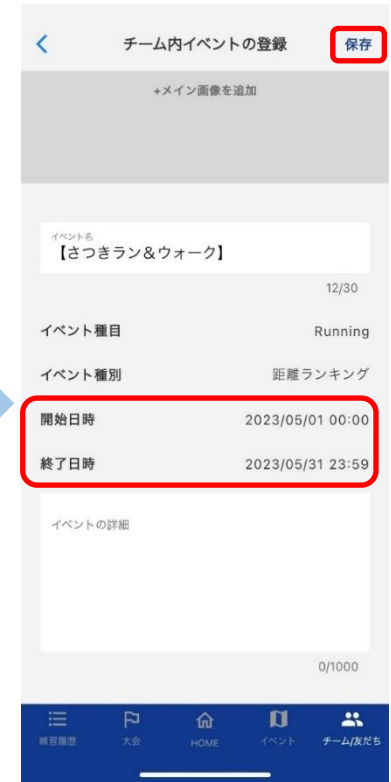 チーム内イベントの登録 保存
+メイン画像を追加
イベント名
【さつきラン&ウォーク】
12/30
イベント種目 Running
イベント種別 距離ランキング
開始日時 2023/05/01 00:00
終了日時 2023/05/31 23:59
イベントの詳細
0/1000
練習履歴 大会 HOME イベント チーム/友だち